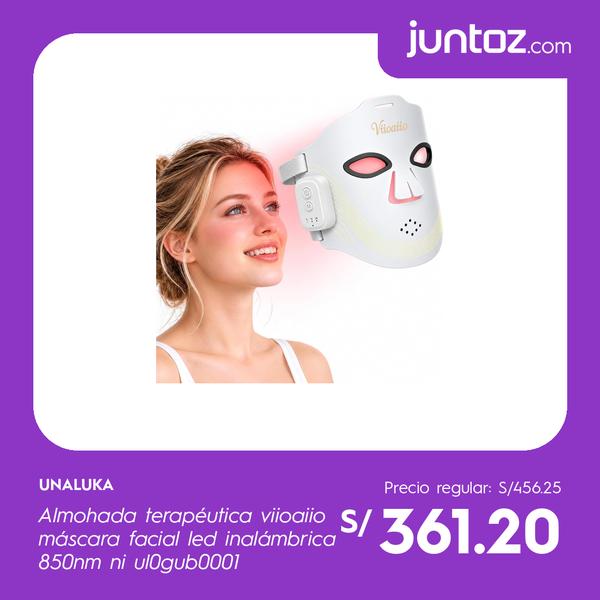 juntoz.com
Viioaiio
UNALUKA
Precio regular: S/456.25
Almohada terapéutica viioaiio
máscara facial led inalámbrica
850nm ni ul0gub0001
S/ 361.20